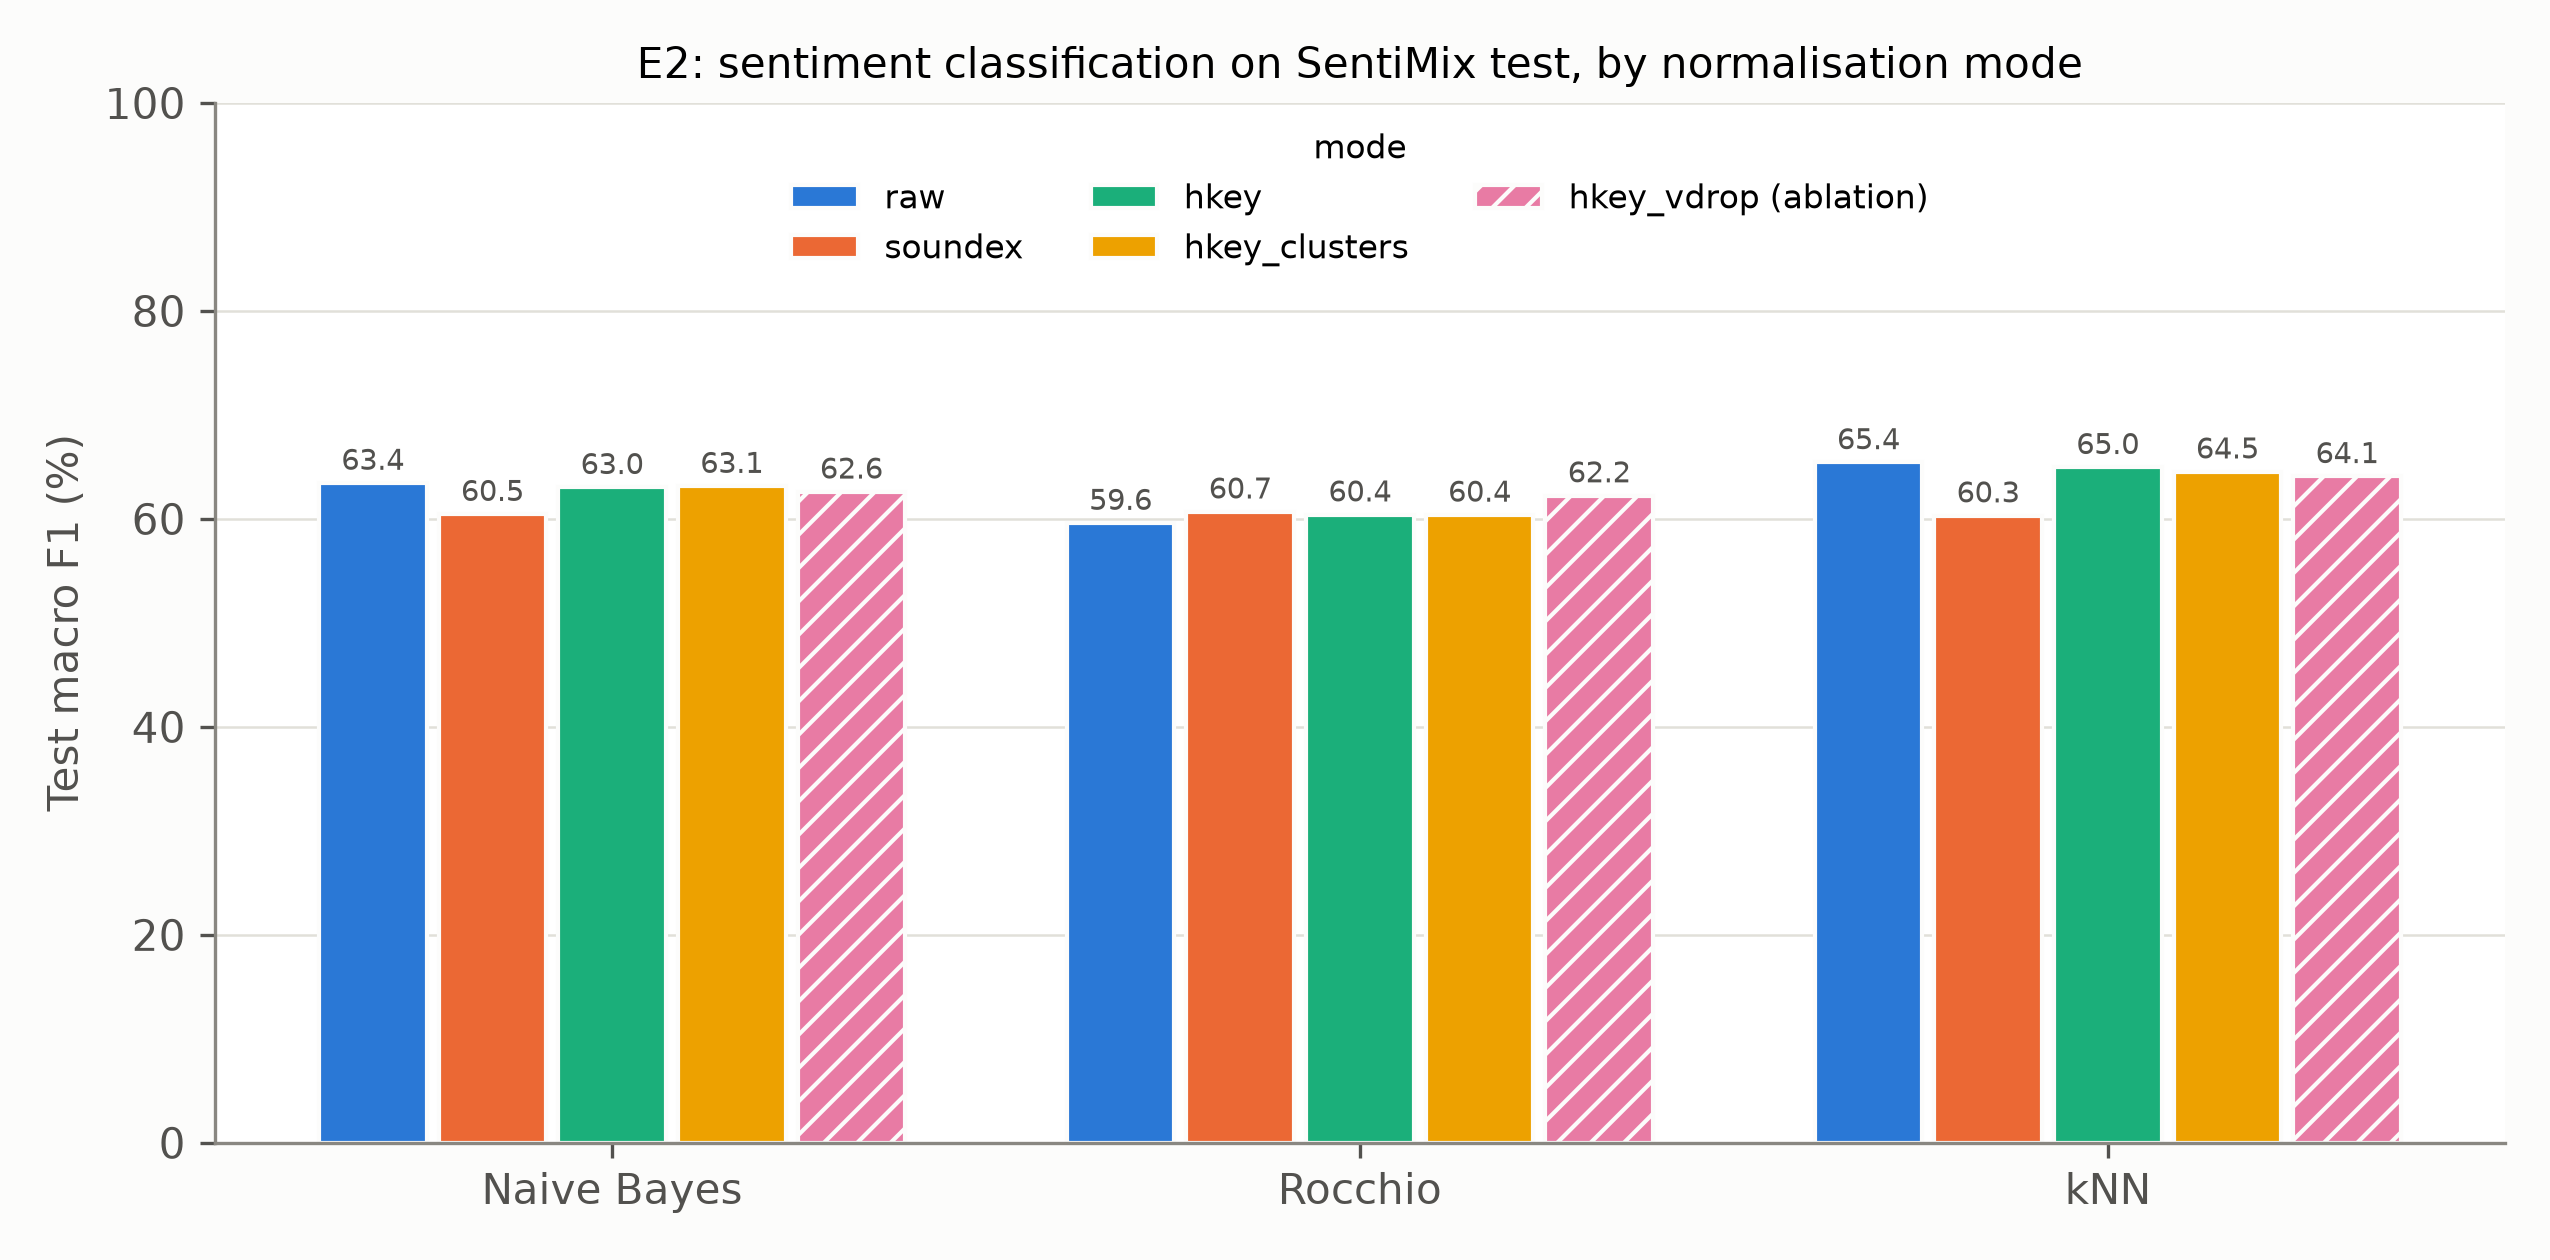 E2: sentiment classification on SentiMix test, by normalisation mode
mode
raw
soundex
hkey
hkey_clusters
hkey_vdrop (ablation)
Test macro F1 (%)
100
80
60
40
20
0
63.4
60.5
63.0
63.1
62.6
59.6
60.7
60.4
60.4
62.2
65.4
60.3
65.0
64.5
64.1
Naive Bayes
Rocchio
kNN